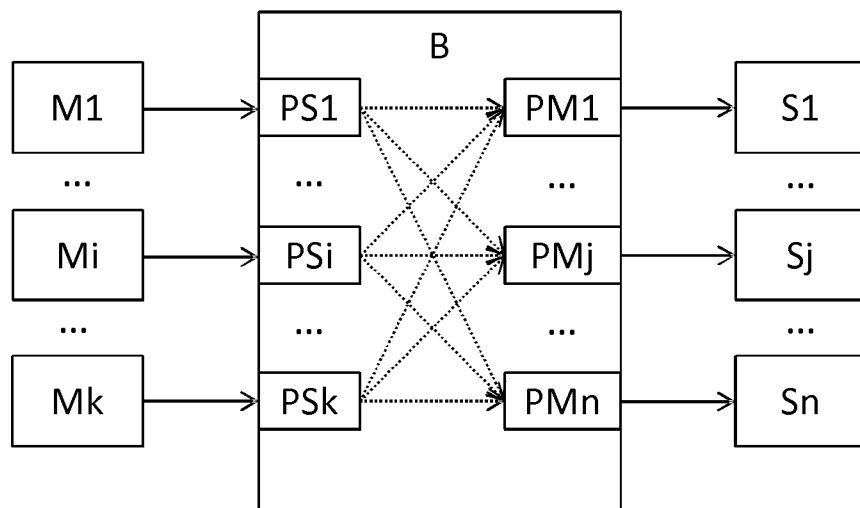 B
M1 PS1 PM1 S1
... ... ... ...
Mi PSi PMj Sj
... ... ... ...
Mk PSk PMn Sn